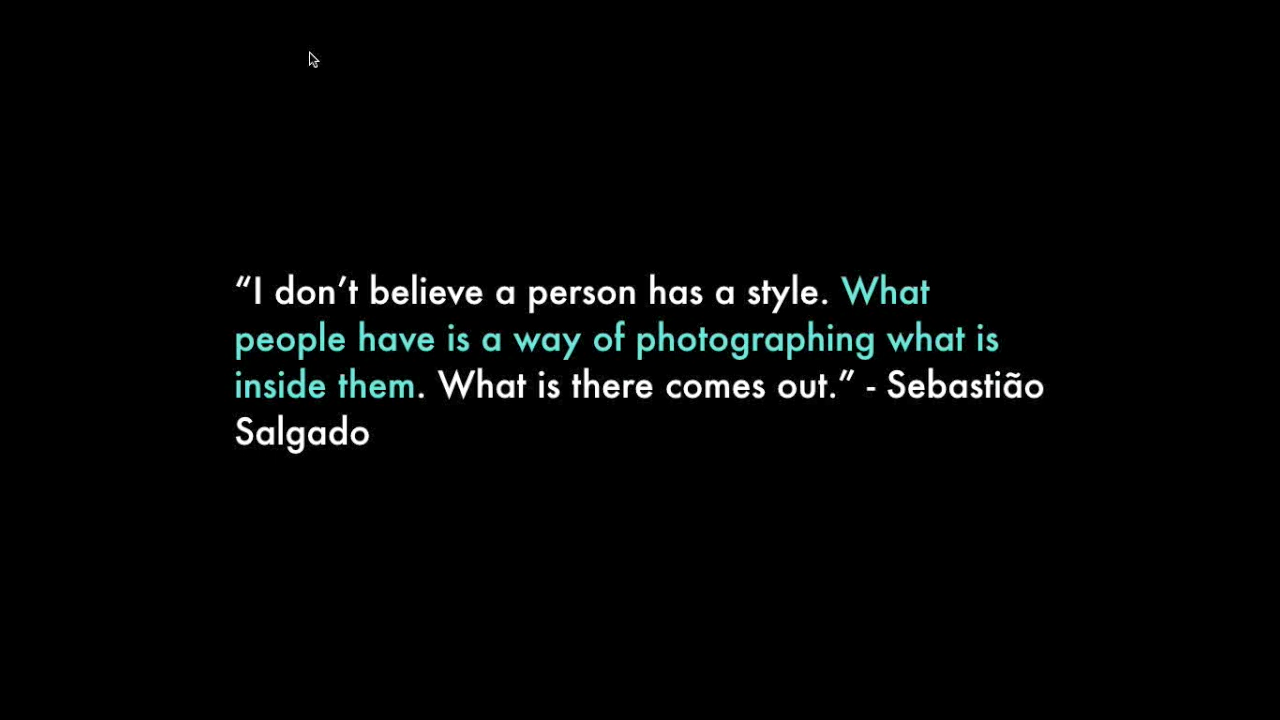 “I don’t believe a person has a style. What
people have is a way of photographing what is
inside them. What is there comes out.” - Sebastião
Salgado